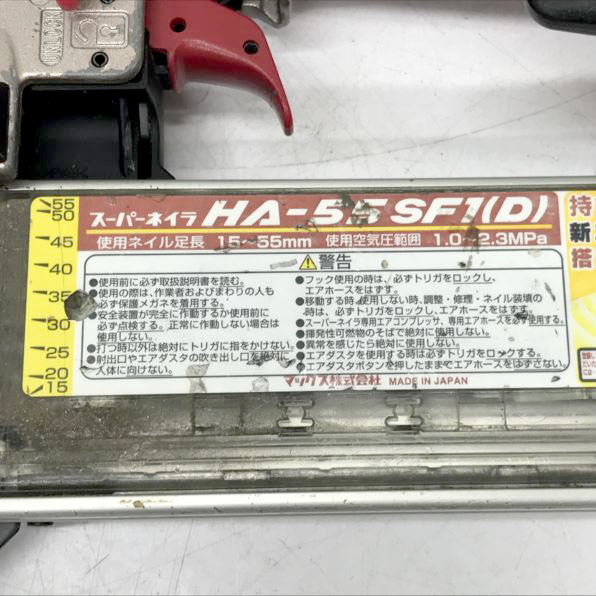 スーパーネイラ HA-55 SF1(D)
使用ネイル足長 15〜55mm 使用空気圧範囲 1.0〜2.3MPa
⚠警告
●使用前に必ず取扱説明書を読む。
●使用の際は、作業者およびまわりの人も
必ず保護メガネを着用する。
●安全装置が完全に作動するか使用前に
必ず点検する。正常に作動しない場合は
使用しない。
●打つ時以外は絶対にトリガに指をかけない。
●射出口やエアダスタの吹き出し口を絶対に
人体に向けない。
●フック使用の時は、必ずトリガをロックし、
エアホースをはずす。
●移動する時、使用しない時、調整・修理・ネイル装填の
時は、必ずトリガをロックし、エアホースをはずす。
●スーパーネイラ専用エアコンプレッサ、専用エアホースを必ず使用する。
●揮発性可燃物のそばで絶対に使用しない。
●異常を感じたら絶対に使用しない。
●エアダスタを使用する時は必ずトリガをロックする。
●エアダスタボタンを押したままでエアホースをはずさない。
マックス株式会社 MADE IN JAPAN
55
50
45
40
35
30
25
20
15
持
新
搭